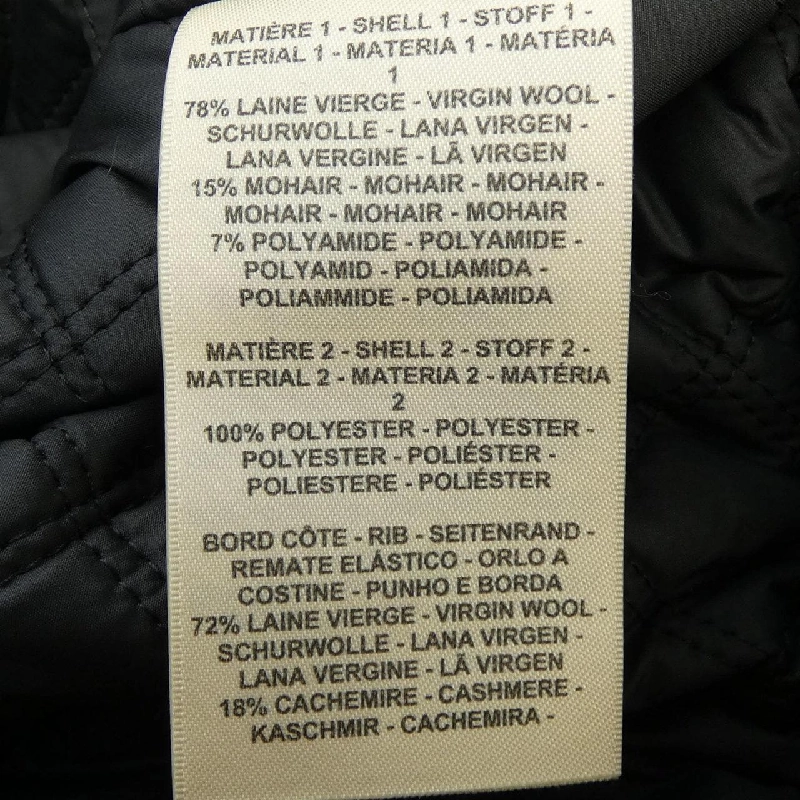 MATIÈRE 1 - SHELL 1 - STOFF 1 -
MATERIAL 1 - MATERIA 1 - MATÉRIA
1
78% LAINE VIERGE - VIRGIN WOOL -
SCHURWOLLE - LANA VIRGEN -
LANA VERGINE - LÃ VIRGEN
15% MOHAIR - MOHAIR - MOHAIR -
MOHAIR - MOHAIR - MOHAIR
7% POLYAMIDE - POLYAMIDE -
POLYAMID - POLIAMIDA -
POLIAMMIDE - POLIAMIDA
MATIÈRE 2 - SHELL 2 - STOFF 2 -
MATERIAL 2 - MATERIA 2 - MATÉRIA
2
100% POLYESTER - POLYESTER -
POLYESTER - POLIÉSTER -
POLIESTERE - POLIÉSTER
BORD CÔTE - RIB - SEITENRAND -
REMATE ELÁSTICO - ORLO A
COSTINE - PUNHO E BORDA
72% LAINE VIERGE - VIRGIN WOOL -
SCHURWOLLE - LANA VIRGEN -
LANA VERGINE - LÃ VIRGEN
18% CACHEMIRE - CASHMERE -
KASCHMIR - CACHEMIRA -